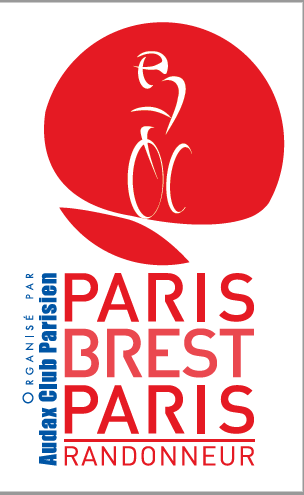 ORGANISÉ PAR
Audax Club Parisien
PARIS
BREST
PARIS
RANDONNEUR